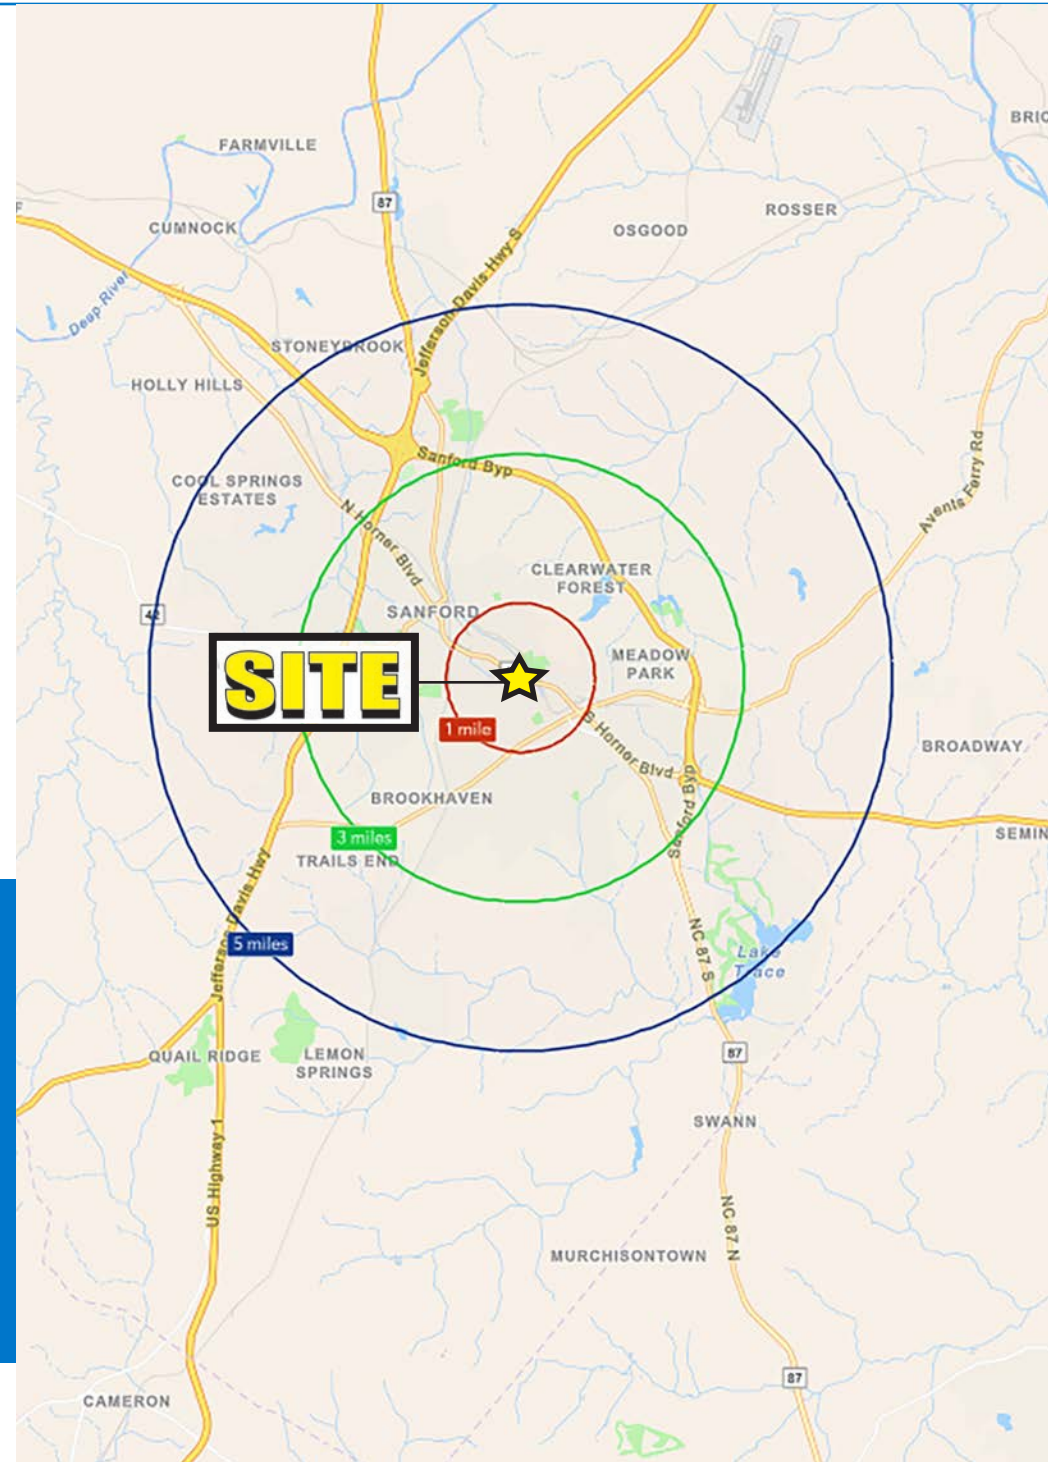 BRIC
FARMVILLE
87
F
ROSSER
CUMNOCK
OSGOOD
Jefferson Davis Hwy S
Deep River
STONEYBROOK
HOLLY HILLS
Sanford Byp
Avents Ferry Rd
COOL SPRINGS
ESTATES
N Horner Blvd
CLEARWATER
FOREST
SANFORD
42
SITE
MEADOW
PARK
1 mile
S Horner Blvd
BROADWAY
BROOKHAVEN
Sanford Byp
3 miles
SEMIN
TRAILS END
Jefferson Davis Hwy
5 miles
NC 87 S
Lake
Trace
QUAIL RIDGE
LEMON
SPRINGS
87
SWANN
US Highway 1
NC 87 N
MURCHISONTOWN
87
CAMERON